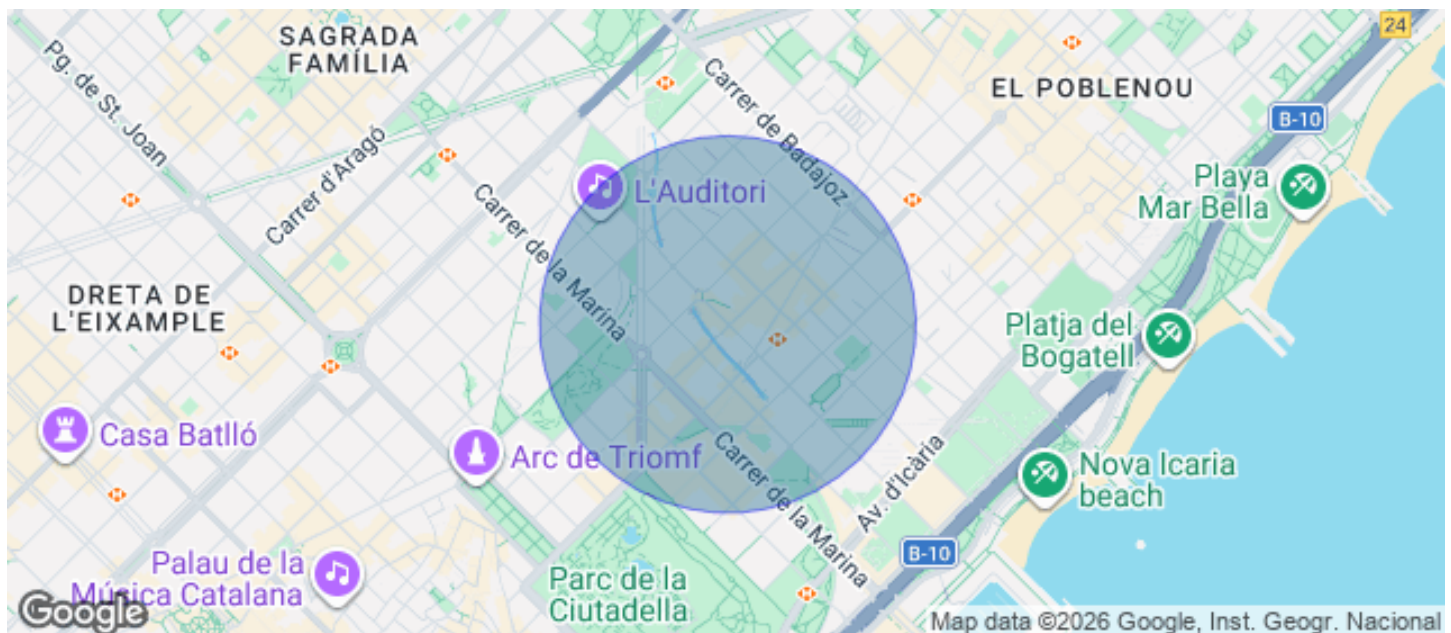 SAGRADA
FAMÍLIA
Pg. de St. Joan
Carrer d'Aragó
Carrer de Badajoz
EL POBLENOU
24
B-10
Playa
Mar Bella
L'Auditori
Carrer de la Marina
DRETA DE
L'EIXAMPLE
Platja del
Bogatell
Casa Batlló
Arc de Triomf
Carrer de la Marina
Av. d'Icària
Nova Icaria
beach
B-10
Palau de la
Música Catalana
Parc de la
Ciutadella
Google
Map data ©2026 Google, Inst. Geogr. Nacional